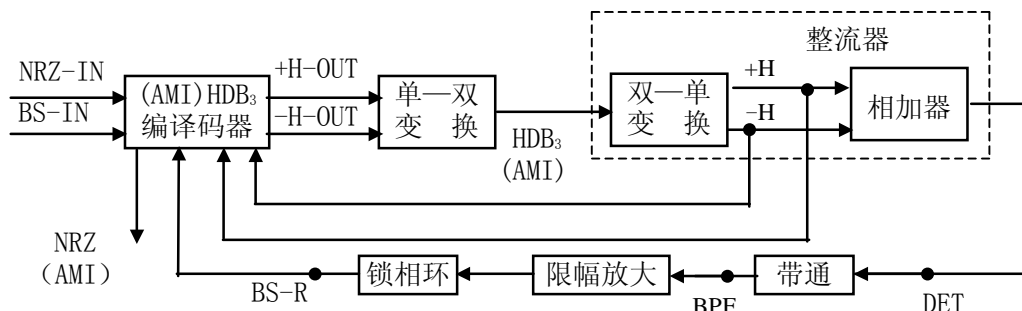 整流器
NRZ-IN
BS-IN
(AMI)HDB₃
编译码器
+H-OUT
-H-OUT
单—双
变 换
HDB₃
(AMI)
双—单
变 换
+H
-H
相加器
NRZ
(AMI)
BS-R
锁相环
限幅放大
BPF
带通
DET